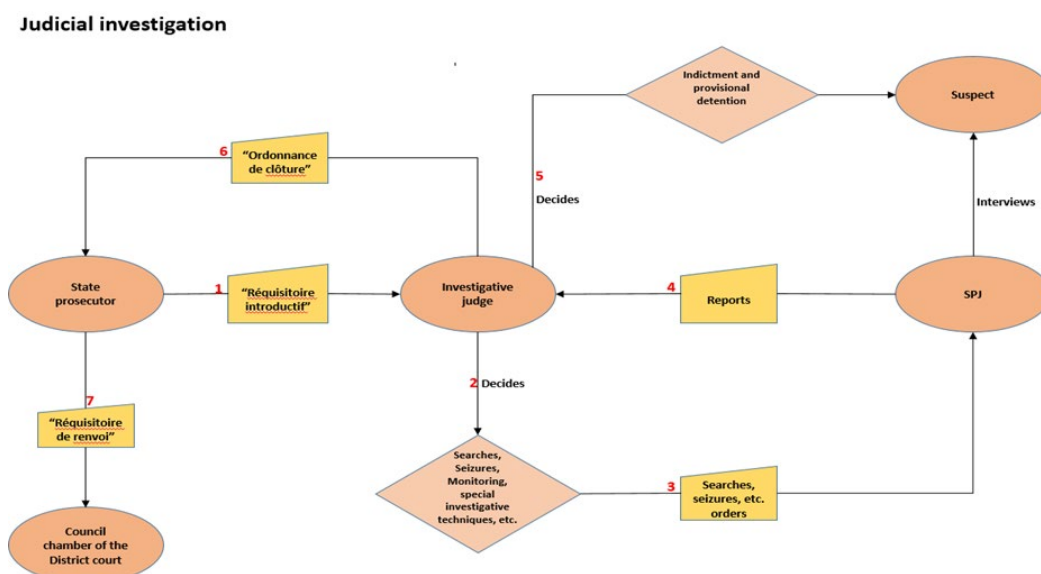 Judicial investigation
Indictment and
provisional
detention
Suspect
6
“Ordonnance
de clôture”
5
Decides
Interviews
State
prosecutor
1
“Réquisitoire
introductif”
Investigative
judge
4
Reports
SPJ
2 Decides
7
“Réquisitoire
de renvoi”
Searches,
Seizures,
Monitoring,
special
investigative
techniques, etc.
3
Searches,
seizures, etc.
orders
Council
chamber of the
District court